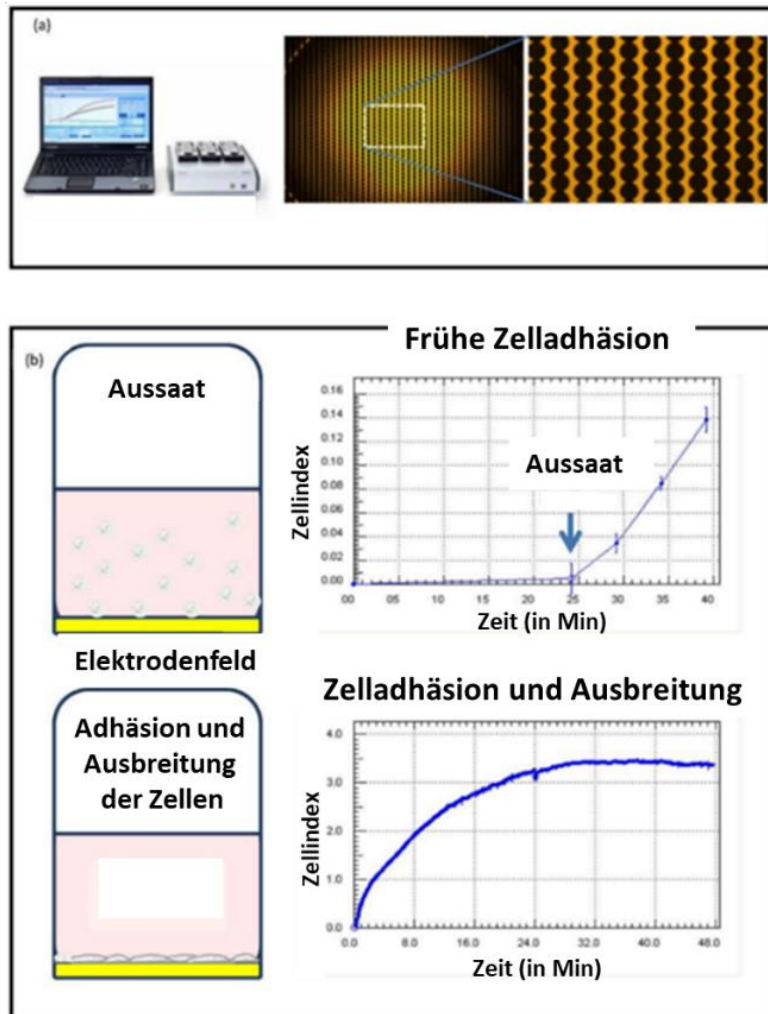 (a)
(b)
Aussaat
Elektrodenfeld
Frühe Zelladhäsion
Zellindex
0.16
0.14
0.12
0.10
0.08
0.06
0.04
0.02
0.00
Aussaat
00 05 10 15 20 25 30 35 40
Zeit (in Min)
Adhäsion und
Ausbreitung
der Zellen
Zelladhäsion und Ausbreitung
Zellindex
4.0
3.0
2.0
1.0
0.0
0.0 8.0 16.0 24.0 32.0 40.0 48.0
Zeit (in Min)